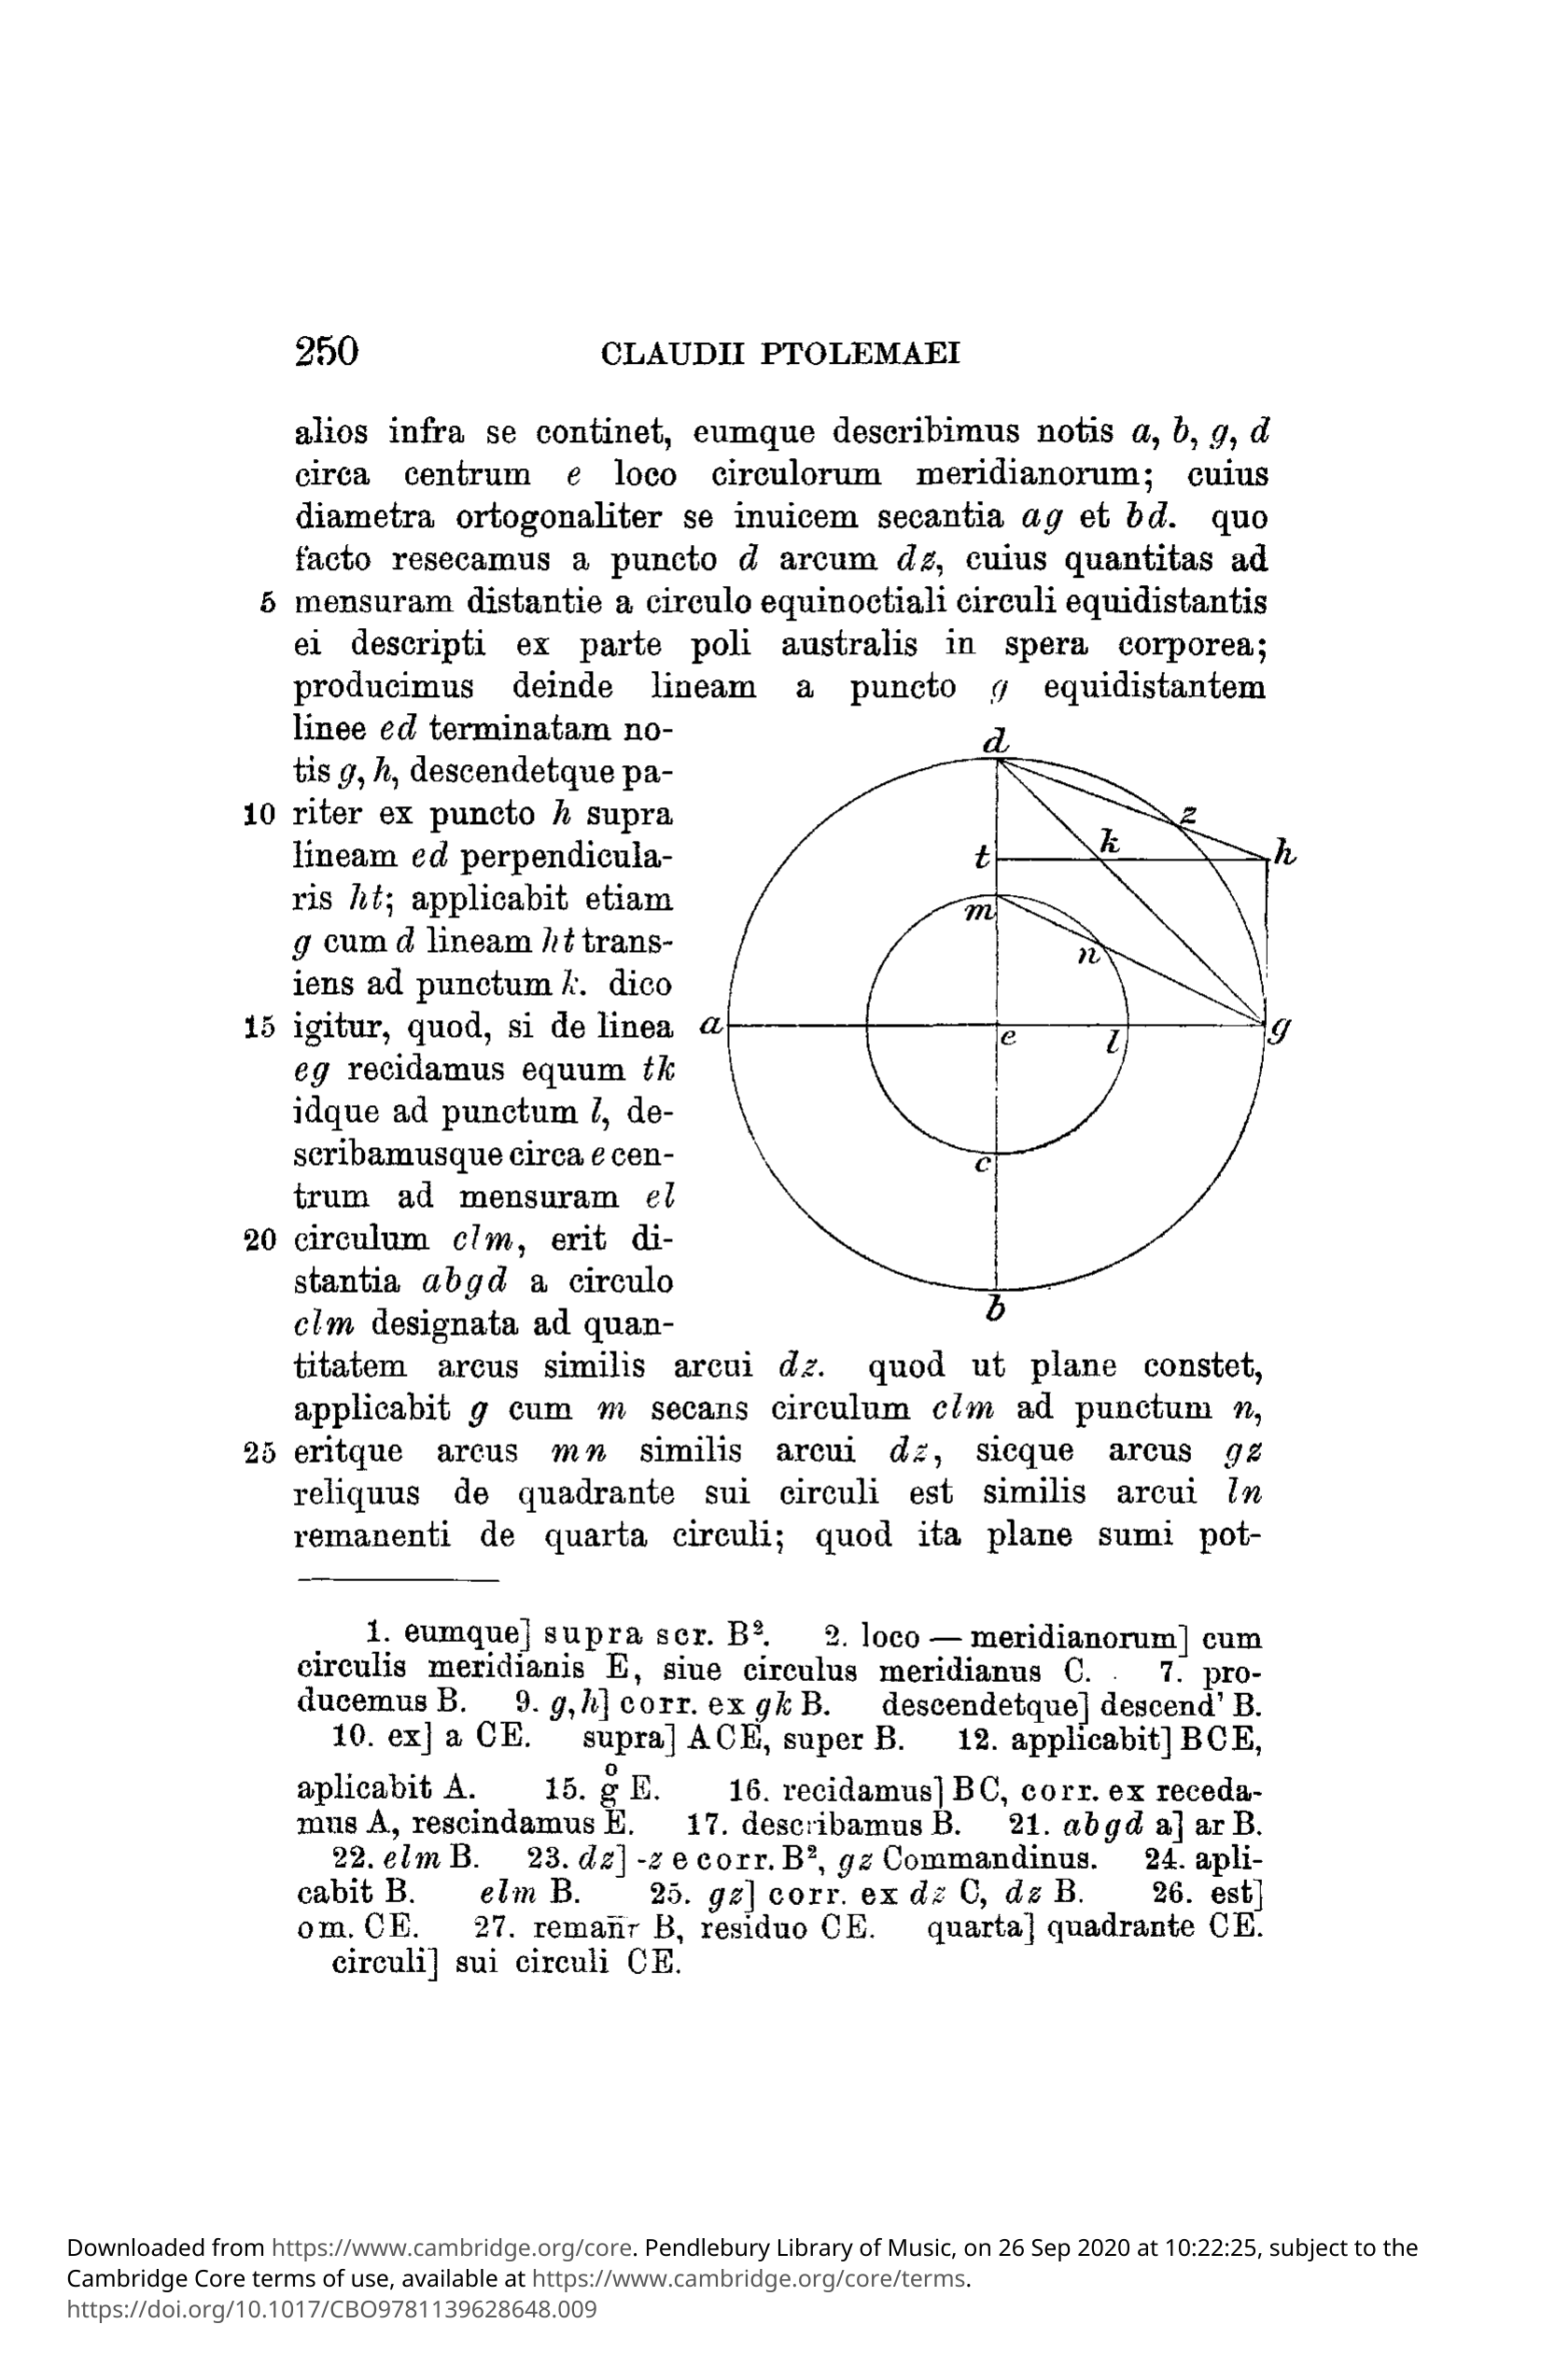 250 CLAUDII PTOLEMAEI
alios infra se continet, eumque describimus notis a, b, g, d
circa centrum e loco circulorum meridianorum; cuius
diametra ortogonaliter se inuicem secantia ag et bd. quo
facto resecamus a puncto d arcum dz, cuius quantitas ad
5 mensuram distantie a circulo equinoctiali circuli equidistantis
ei descripti ex parte poli australis in spera corporea;
producimus deinde lineam a puncto g equidistantem
linee ed terminatam no-
tis g, h, descendetque pa-
10 riter ex puncto h supra
lineam ed perpendicula-
ris ht; applicabit etiam
g cum d lineam ht trans-
iens ad punctum k. dico
15 igitur, quod, si de linea
eg recidamus equum tk
idque ad punctum l, de-
scribamusque circa e cen-
trum ad mensuram el
20 circulum clm, erit di-
stantia abgd a circulo
clm designata ad quan-
d
z
k
t
h
m
n
a
e
l
g
c
b
titatem arcus similis arcui dz. quod ut plane constet,
applicabit g cum m secans circulum clm ad punctum n,
25 eritque arcus mn similis arcui dz, sicque arcus gz
reliquus de quadrante sui circuli est similis arcui ln
remanenti de quarta circuli; quod ita plane sumi pot-
1. eumque] supra scr. B². 2. loco — meridianorum] cum
circulis meridianis E, siue circulus meridianus C. 7. pro-
ducemus B. 9. g,h] corr. ex gk B. descendetque] descend' B.
10. ex] a CE. supra] ACE, super B. 12. applicabit] BCE,
aplicabit A. 15. g̊ E. 16. recidamus] BC, corr. ex receda-
mus A, rescindamus E. 17. describamus B. 21. abgd a] ar B.
22. elm B. 23. dz] -z e corr. B², gz Commandinus. 24. apli-
cabit B. elm B. 25. gz] corr. ex dz C, dz B. 26. est]
om. CE. 27. B, residuo CE. quarta] quadrante CE.
circuli] sui circuli CE.
Downloaded from https://www.cambridge.org/core. Pendlebury Library of Music, on 26 Sep 2020 at 10:22:25, subject to the
Cambridge Core terms of use, available at https://www.cambridge.org/core/terms.
https://doi.org/10.1017/CBO9781139628648.009